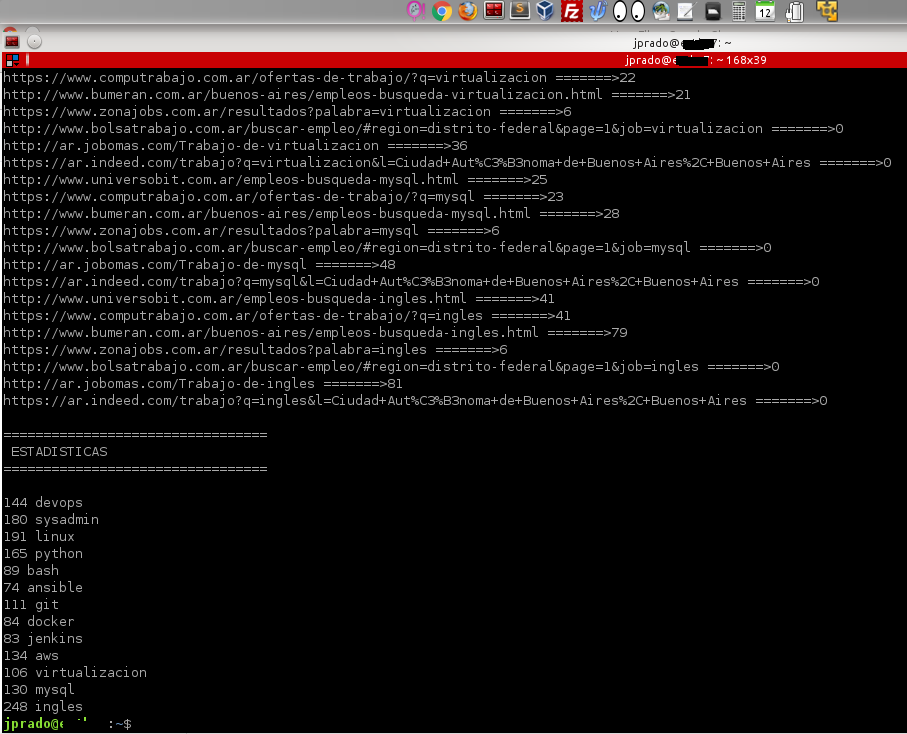 12
jprado@ 7: ~
jprado@ 7: ~ 168x39
https://www.computrabajo.com.ar/ofertas-de-trabajo/?q=virtualizacion =======>22
http://www.bumeran.com.ar/buenos-aires/empleos-busqueda-virtualizacion.html =======>21
https://www.zonajobs.com.ar/resultados?palabra=virtualizacion =======>6
http://www.bolsatrabajo.com.ar/buscar-empleo/#region=distrito-federal&page=1&job=virtualizacion =======>0
http://ar.jobomas.com/Trabajo-de-virtualizacion =======>36
https://ar.indeed.com/trabajo?q=virtualizacion&l=Ciudad+Aut%C3%B3noma+de+Buenos+Aires%2C+Buenos+Aires =======>0
http://www.universobit.com.ar/empleos-busqueda-mysql.html =======>25
https://www.computrabajo.com.ar/ofertas-de-trabajo/?q=mysql =======>23
http://www.bumeran.com.ar/buenos-aires/empleos-busqueda-mysql.html =======>28
https://www.zonajobs.com.ar/resultados?palabra=mysql =======>6
http://www.bolsatrabajo.com.ar/buscar-empleo/#region=distrito-federal&page=1&job=mysql =======>0
http://ar.jobomas.com/Trabajo-de-mysql =======>48
https://ar.indeed.com/trabajo?q=mysql&l=Ciudad+Aut%C3%B3noma+de+Buenos+Aires%2C+Buenos+Aires =======>0
http://www.universobit.com.ar/empleos-busqueda-ingles.html =======>41
https://www.computrabajo.com.ar/ofertas-de-trabajo/?q=ingles =======>41
http://www.bumeran.com.ar/buenos-aires/empleos-busqueda-ingles.html =======>79
https://www.zonajobs.com.ar/resultados?palabra=ingles =======>6
http://www.bolsatrabajo.com.ar/buscar-empleo/#region=distrito-federal&page=1&job=ingles =======>0
http://ar.jobomas.com/Trabajo-de-ingles =======>81
https://ar.indeed.com/trabajo?q=ingles&l=Ciudad+Aut%C3%B3noma+de+Buenos+Aires%2C+Buenos+Aires =======>0
=================================
ESTADISTICAS
=================================
144 devops
180 sysadmin
191 linux
165 python
89 bash
74 ansible
111 git
84 docker
83 jenkins
134 aws
106 virtualizacion
130 mysql
248 ingles
jprado@ :~$